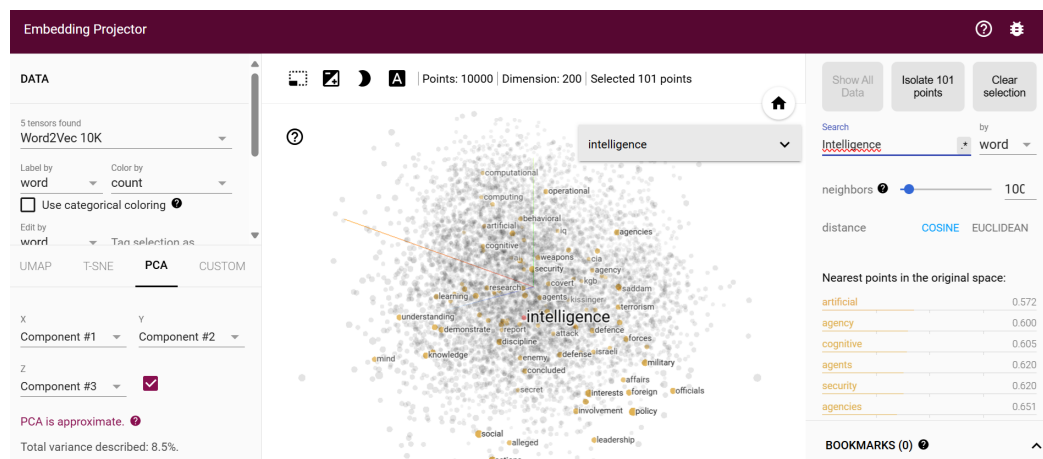 Embedding Projector
DATA
5 tensors found
Word2Vec 10K
Label by
Color by
word
count
Use categorical coloring
Edit by
word
Tag selection as
UMAP
T-SNE
PCA
CUSTOM
X
Y
Component #1
Component #2
Z
Component #3
PCA is approximate.
Total variance described: 8.5%.
A
Points: 10000
Dimension: 200
Selected 101 points
intelligence
computational
computing
operational
behavioral
artificial
iq
agencies
cognitive
ai
weapons
cia
security
agency
research
covert
kgb
saddam
learning
agents
kissinger
terrorism
understanding
intelligence
demonstrate
report
attack
defence
discipline
forces
mind
knowledge
enemy
defense
israeli
military
concluded
affairs
secret
interests
foreign
officials
involvement
policy
social
alleged
leadership
Show All Data
Isolate 101 points
Clear selection
Search
by
Intelligence
.*
word
neighbors
100
distance
COSINE
EUCLIDEAN
Nearest points in the original space:
artificial 0.572
agency 0.600
cognitive 0.605
agents 0.620
security 0.620
agencies 0.651
BOOKMARKS (0)